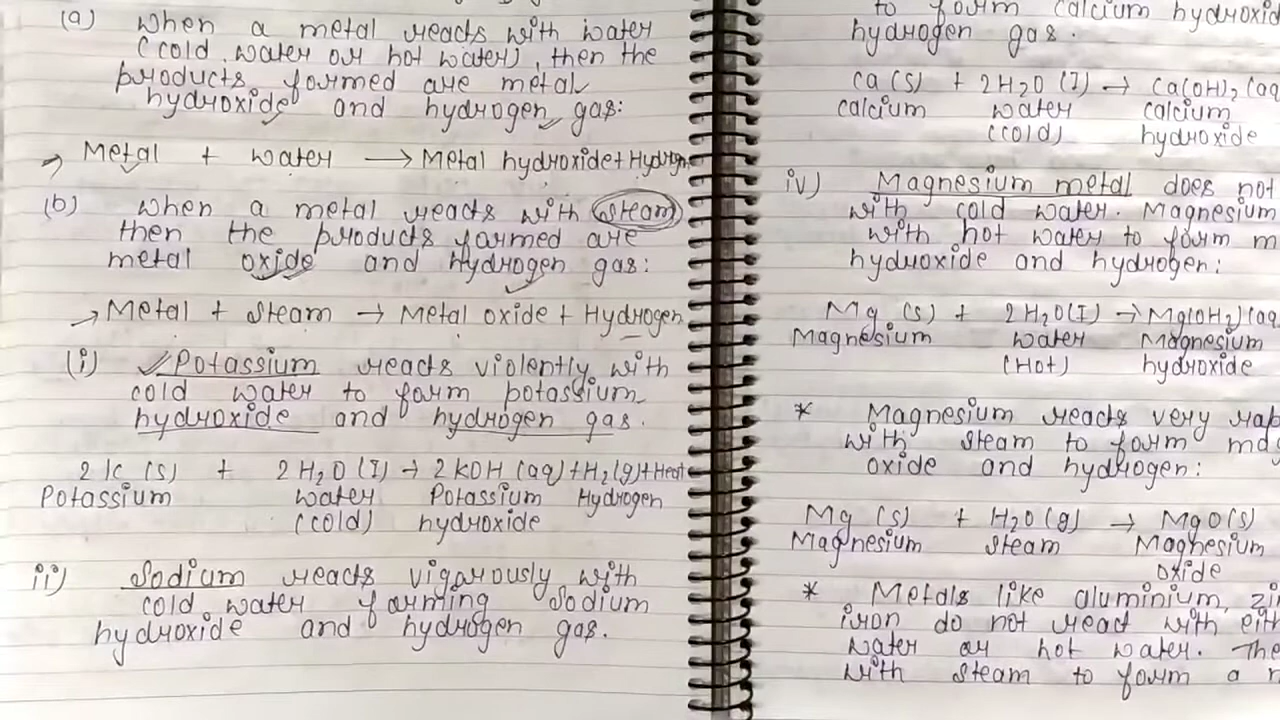 (a) When a metal reacts with water
(cold water or hot water), then the
products formed are metal
hydroxide and hydrogen gas:
Metal + water → Metal hydroxide + Hydrogen
(b) When a metal reacts with steam
then the products formed are
metal oxide and hydrogen gas:
→ Metal + steam → Metal oxide + Hydrogen
(i) Potassium reacts violently with
cold water to form potassium
hydroxide and hydrogen gas.
2 K (s) + 2 H₂O (l) → 2 KOH (aq) + H₂(g) + Heat
Potassium water Potassium Hydrogen
(cold) hydroxide
ii) Sodium reacts vigarously with
cold water forming Sodium
hydroxide and hydrogen gas.
to form calcium hydroxid
hydrogen gas.
Ca (s) + 2H₂O (l) → Ca(OH)₂ (aq
calcium water calcium
(cold) hydroxide
iv) Magnesium metal does not
with cold water. Magnesium
with hot water to form m
hydroxide and hydrogen:
Mg (s) + 2H₂O(l) → Mg(OH₂) (aq
Magnesium water Magnesium
(Hot) hydroxide
* Magnesium reacts very rap
with steam to form mag
oxide and hydrogen:
Mg (s) + H₂O (g) → MgO(s)
Magnesium steam Magnesium
oxide
* Metals like aluminium, zi
iron do not react with eith
water or hot water. The
with steam to form a